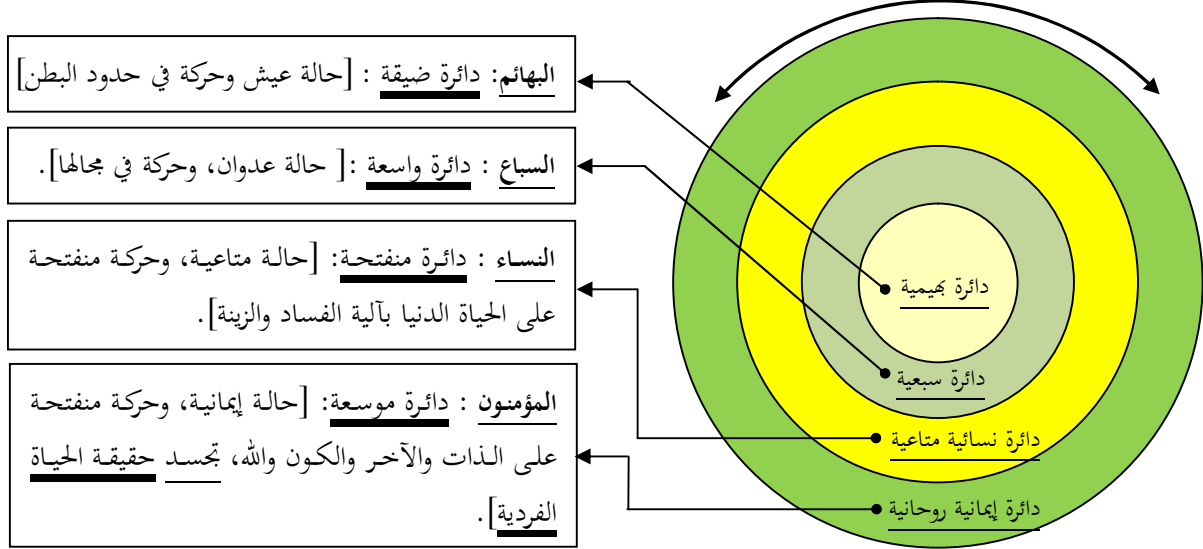 البهائم: دائرة ضيقة : [حالة عيش وحركة في حدود البطن]
السباع : دائرة واسعة :[ حالة عدوان، وحركة في مجالها].
النساء : دائرة منفتحة: [حالة متاعية، وحركة منفتحة
على الحياة الدنيا بآلية الفساد والزينة].
المؤمنون : دائرة موسعة: [حالة إيمانية، وحركة منفتحة
على الذات والآخر والكون والله، تجسد حقيقة الحياة
الفردية].
دائرة بهيمية
دائرة سبعية
دائرة نسائية متاعية
دائرة إيمانية روحانية